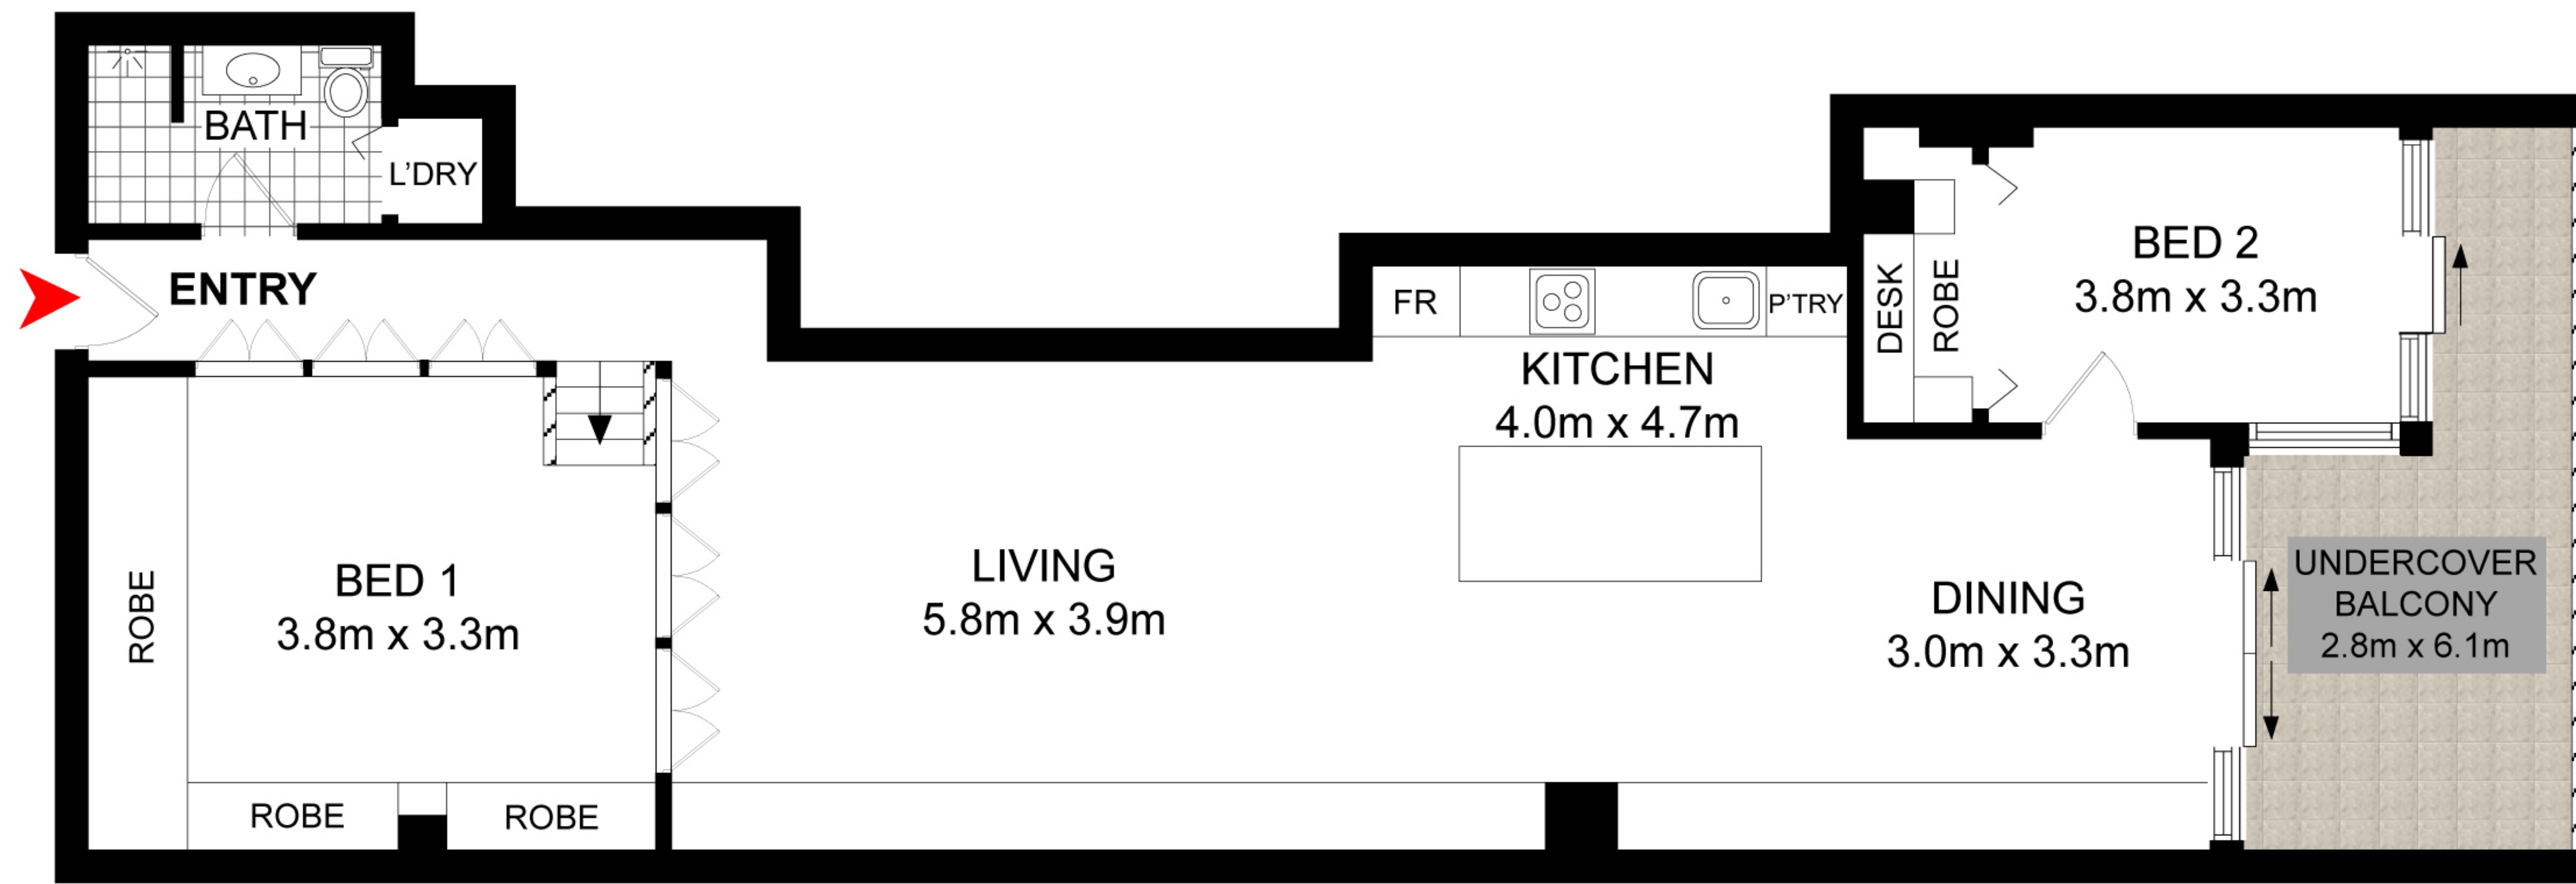 BATH
L'DRY
ENTRY
ROBE
BED 1
3.8m x 3.3m
ROBE
ROBE
LIVING
5.8m x 3.9m
FR
P'TRY
KITCHEN
4.0m x 4.7m
DESK
ROBE
BED 2
3.8m x 3.3m
DINING
3.0m x 3.3m
UNDERCOVER
BALCONY
2.8m x 6.1m